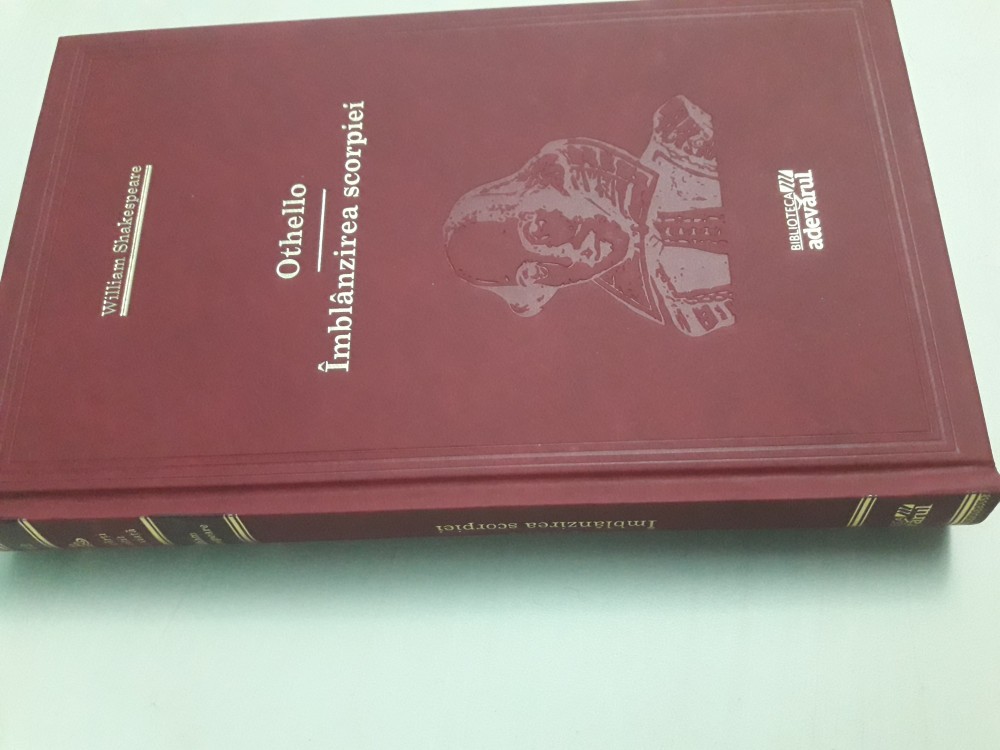 William Shakespeare
Othello
Îmblânzirea scorpiei
BIBLIOTECA
adevărul
Îmblânzirea scorpiei